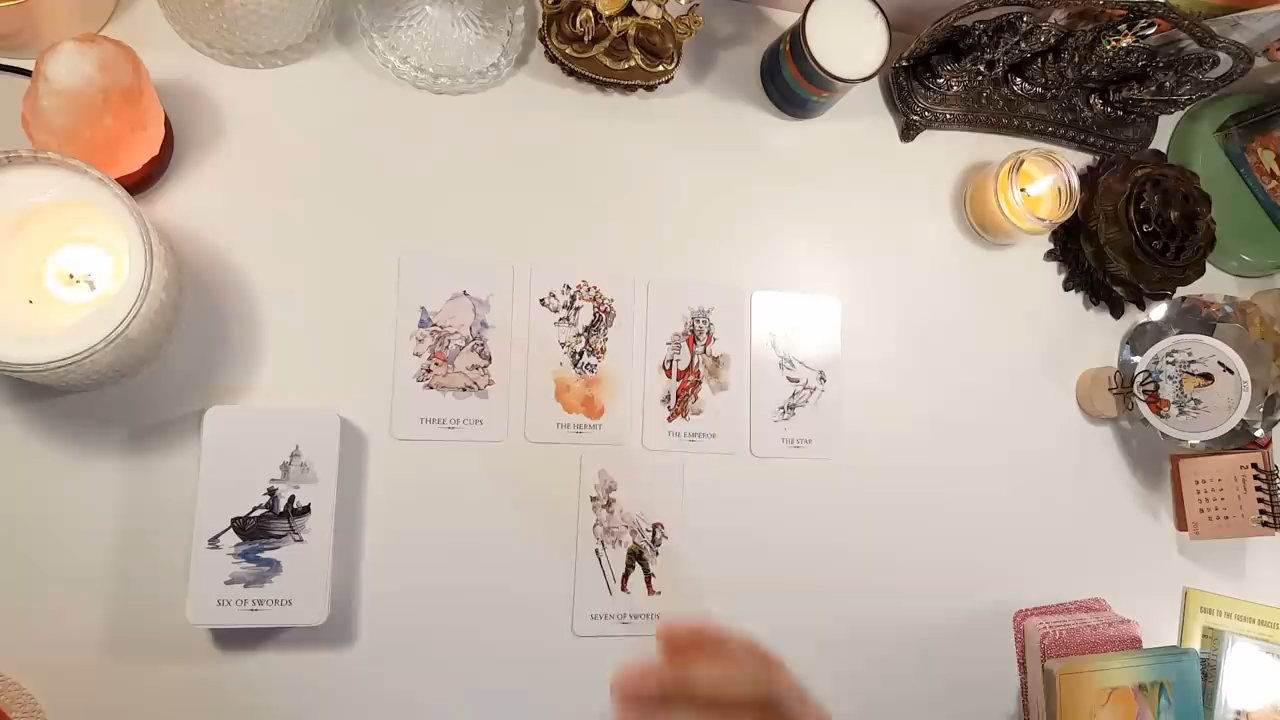 THREE OF CUPS
THE HERMIT
THE EMPEROR
THE STAR
SIX OF SWORDS
SEVEN OF SWORDS
GUIDE TO THE FASHION ORACLES